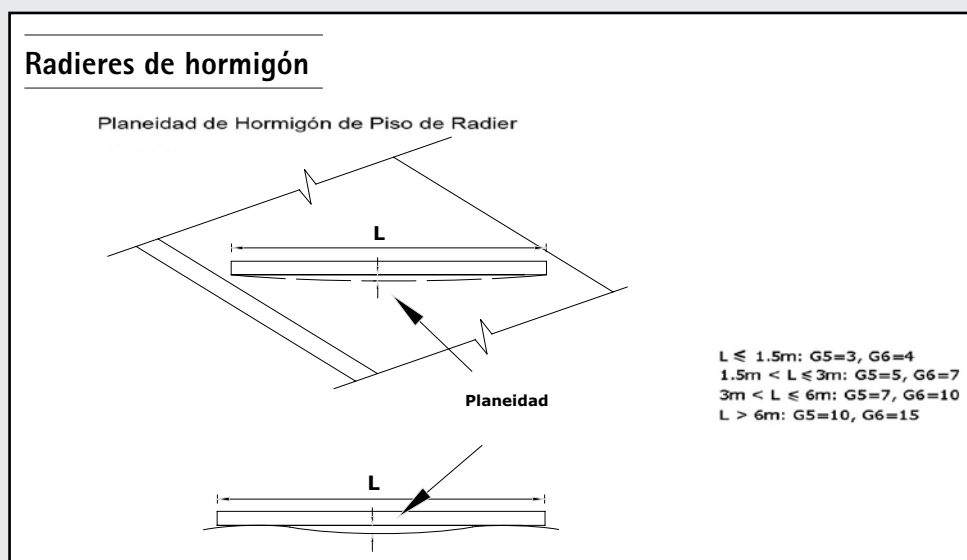 Radieres de hormigón
Planeidad de Hormigón de Piso de Radier
L
Planeidad
L ≤ 1.5m: G5=3, G6=4
1.5m < L ≤3m: G5=5, G6=7
3m < L ≤ 6m: G5=7, G6=10
L > 6m: G5=10, G6=15
L